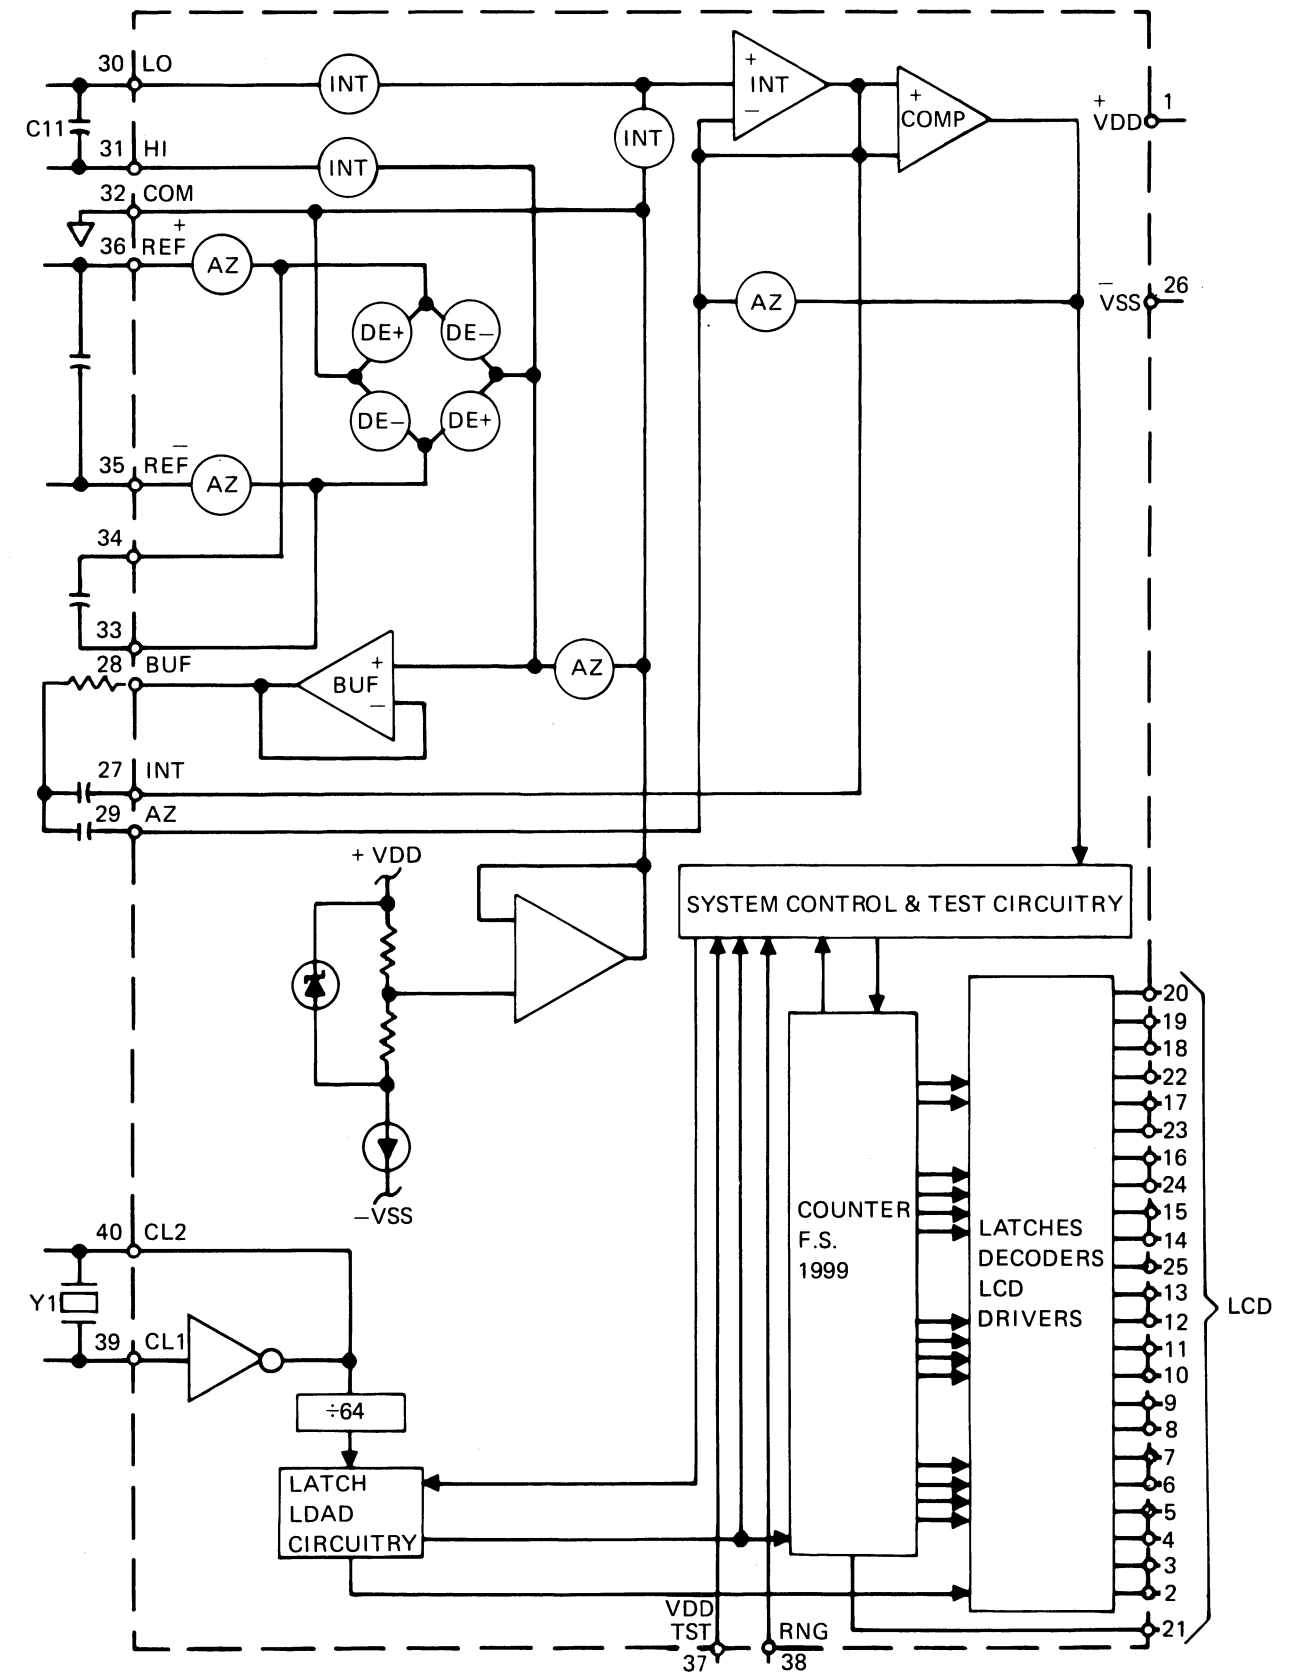 30 LO
INT
+
INT
−
C11
31 HI
INT
INT
+
COMP
+
VDD 1
32 COM
+
36 REF
AZ
DE+
DE−
DE−
DE+
AZ
−
VSS 26
−
35 REF
AZ
34
33
28 BUF
+
BUF
−
AZ
27 INT
29 AZ
+ VDD
−VSS
SYSTEM CONTROL & TEST CIRCUITRY
40 CL2
Y1
39 CL1
÷64
LATCH
LDAD
CIRCUITRY
COUNTER
F.S.
1999
LATCHES
DECODERS
LCD
DRIVERS
20
19
18
22
17
23
16
24
15
14
25
13
12
11
10
9
8
7
6
5
4
3
2
21
LCD
VDD
TST
37
RNG
38